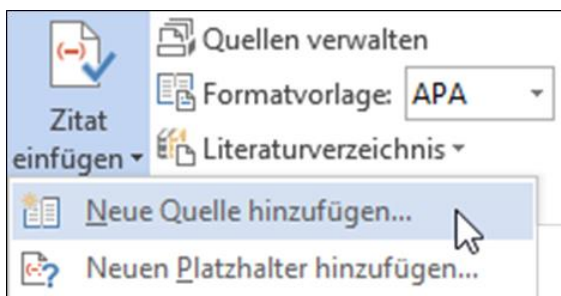 Zitat
einfügen
Quellen verwalten
Formatvorlage: APA
Literaturverzeichnis
Neue Quelle hinzufügen...
Neuen Platzhalter hinzufügen...